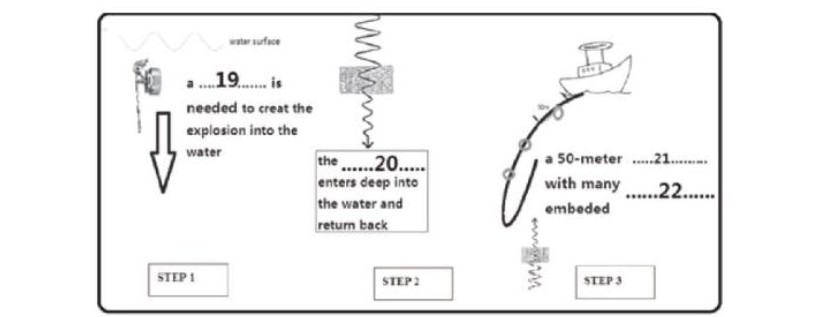 water surface
a ....19....... is
needed to creat the
explosion into the
water
the ......20.....
enters deep into
the water and
return back
50m
a 50-meter .....21..........
with many ......22......
embeded
STEP 1
STEP 2
STEP 3